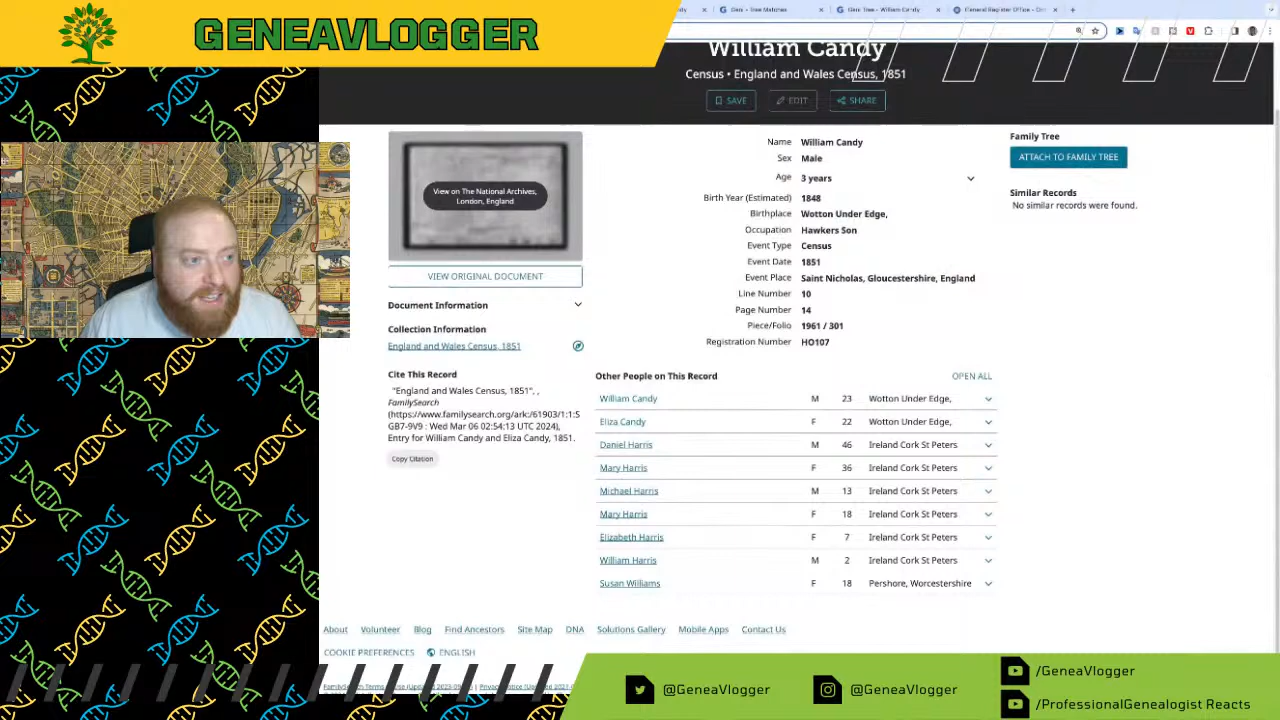 GENEAVLOGGER
Geni - Tree Matches
Geni Tree - William Candy
William Candy
Census • England and Wales Census, 1851
SAVE
EDIT
SHARE
View on The National Archives,
London, England
VIEW ORIGINAL DOCUMENT
Document Information
Collection Information
England and Wales Census, 1851
Cite This Record
"England and Wales Census, 1851". ,
FamilySearch
(https://www.familysearch.org/ark:/61903/1:1:S
GB7-9V9 : Wed Mar 06 02:54:13 UTC 2024),
Entry for William Candy and Eliza Candy, 1851.
Copy Citation
Name William Candy
Sex Male
Age 3 years
Birth Year (Estimated) 1848
Birthplace Wotton Under Edge,
Occupation Hawkers Son
Event Type Census
Event Date 1851
Event Place Saint Nicholas, Gloucestershire, England
Line Number 10
Page Number 14
Piece/Folio 1961 / 301
Registration Number HO107
Family Tree
ATTACH TO FAMILY TREE
Similar Records
No similar records were found.
Other People on This Record OPEN ALL
William Candy M 23 Wotton Under Edge,
Eliza Candy F 22 Wotton Under Edge,
Daniel Harris M 46 Ireland Cork St Peters
Mary Harris F 36 Ireland Cork St Peters
Michael Harris M 13 Ireland Cork St Peters
Mary Harris F 18 Ireland Cork St Peters
Elizabeth Harris F 7 Ireland Cork St Peters
William Harris M 2 Ireland Cork St Peters
Susan Williams F 18 Pershore, Worcestershire
About Volunteer Blog Find Ancestors Site Map DNA Solutions Gallery Mobile Apps Contact Us
COOKIE PREFERENCES ENGLISH
@GeneaVlogger
@GeneaVlogger
/GeneaVlogger
/ProfessionalGenealogist Reacts